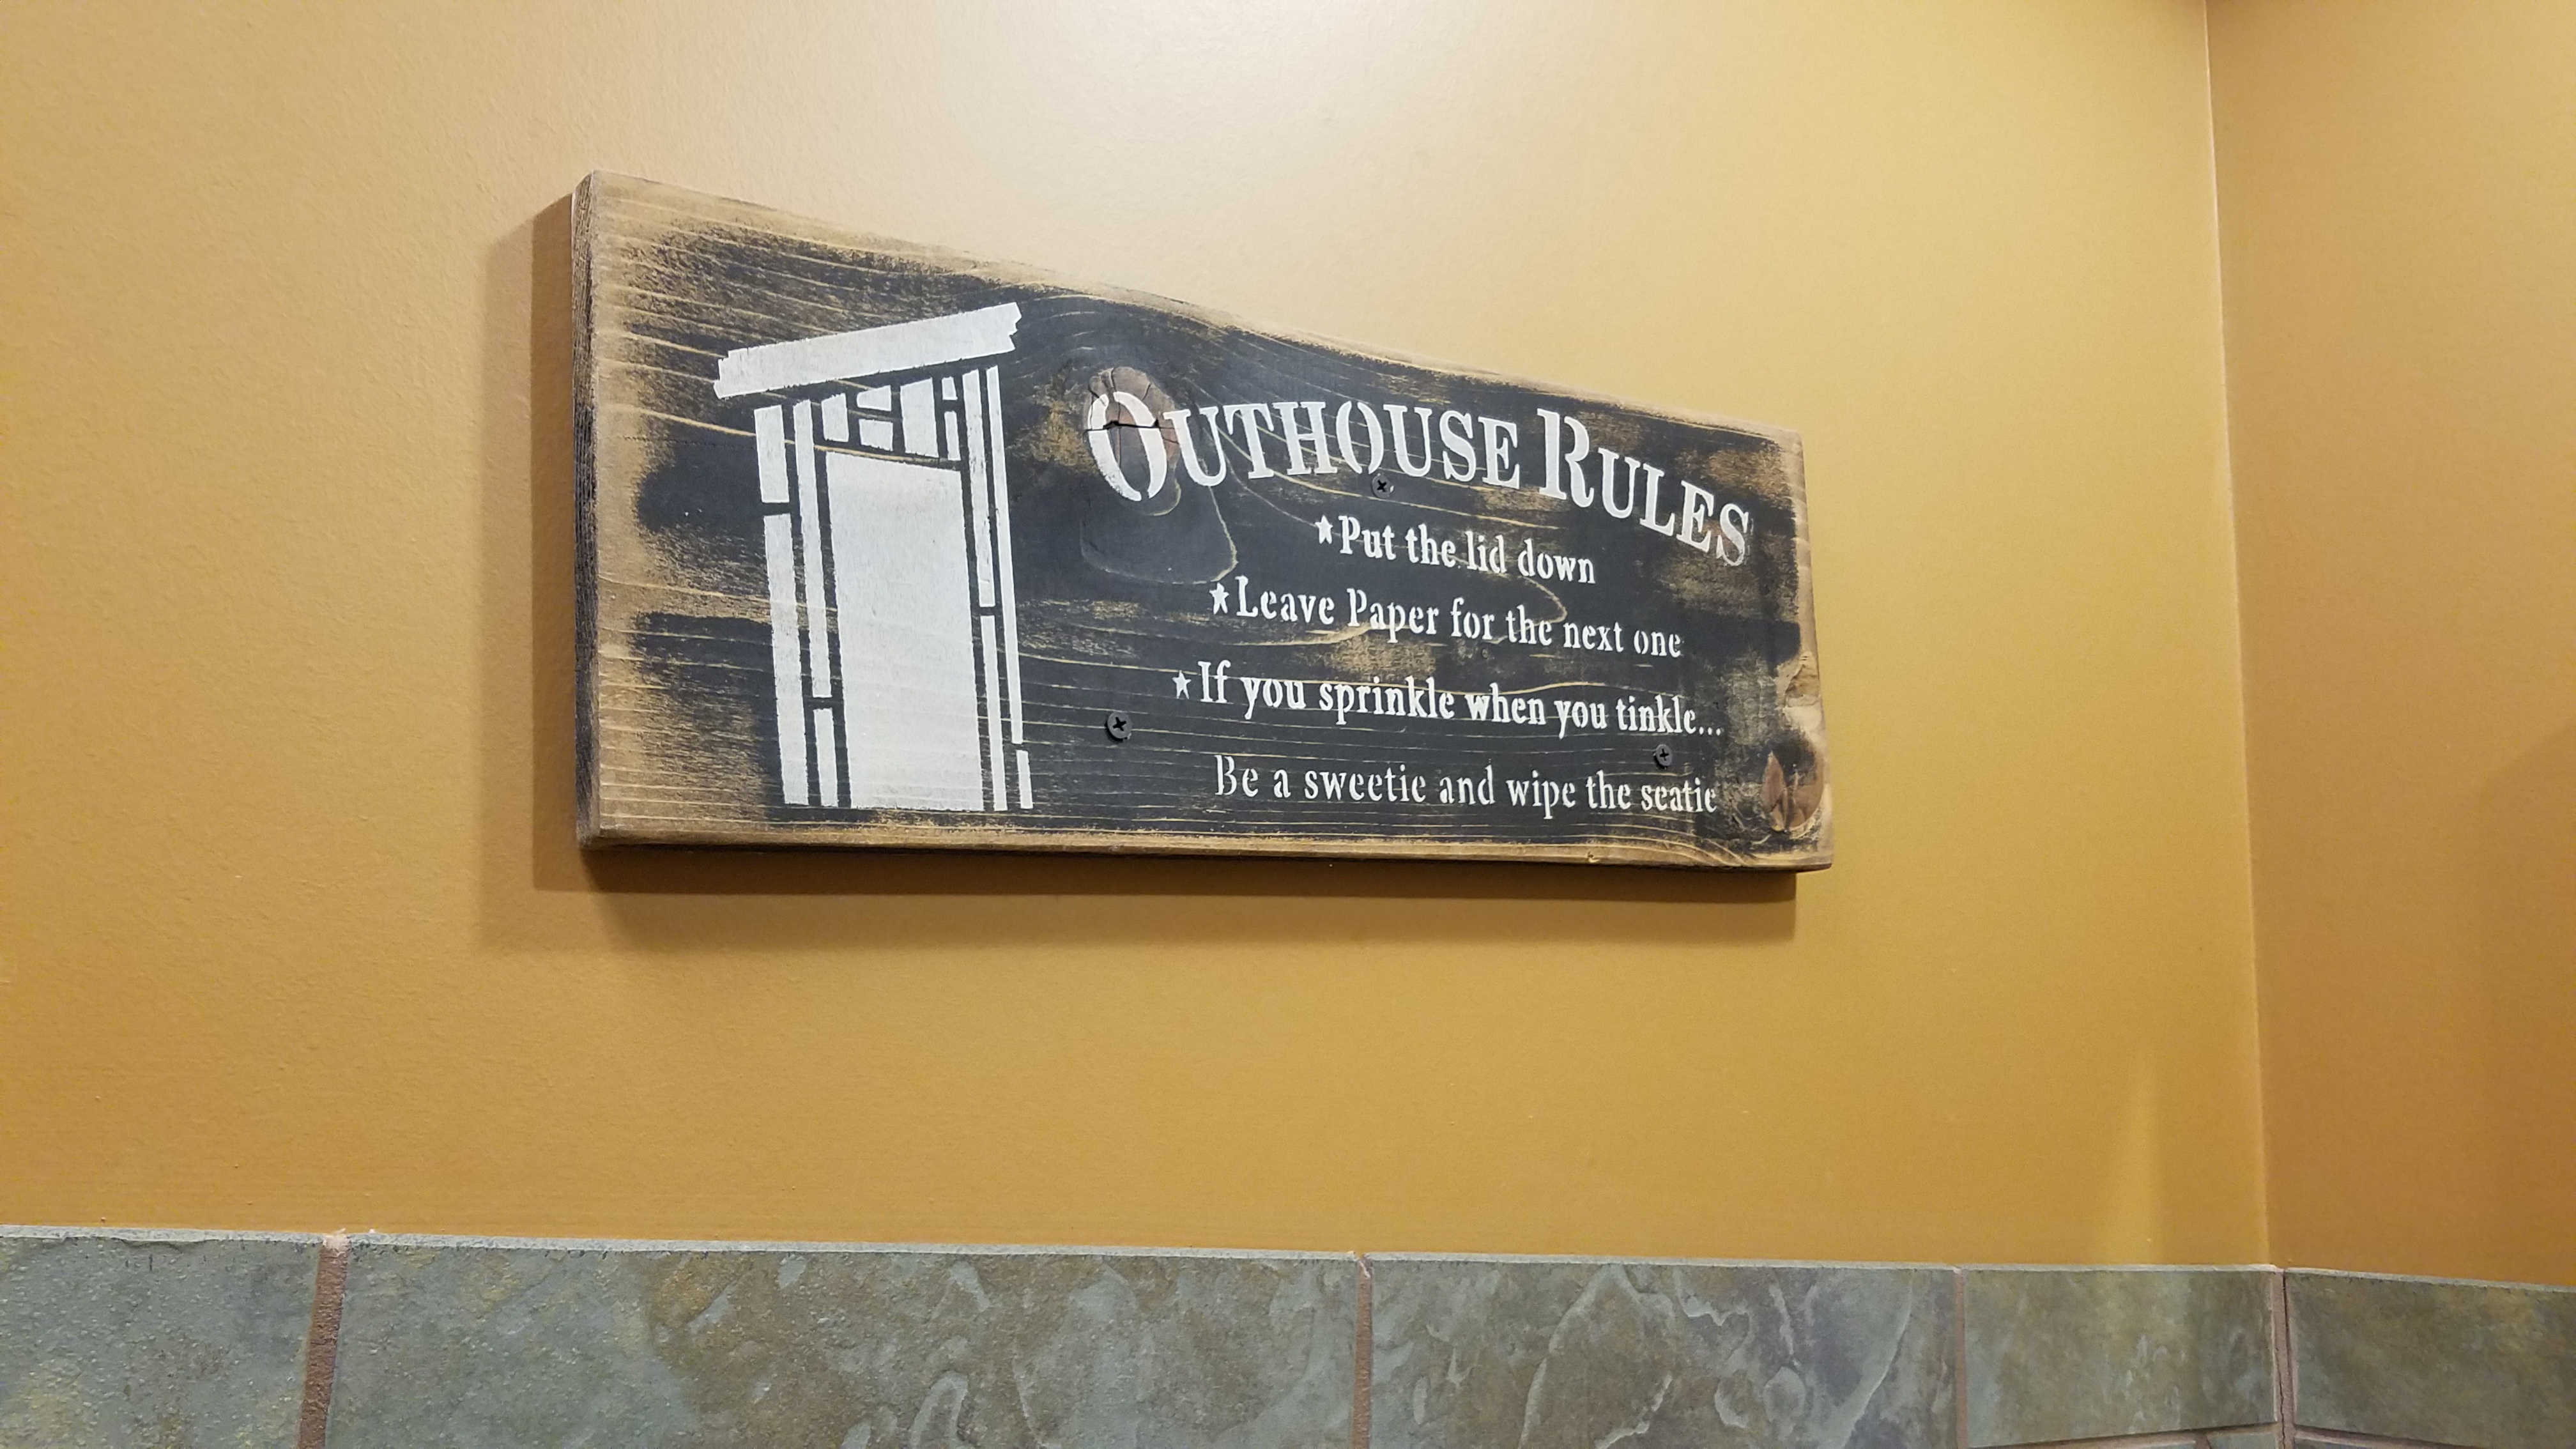 OUTHOUSE RULES
★Put the lid down
★Leave Paper for the next one
★If you sprinkle when you tinkle...
Be a sweetie and wipe the seatie